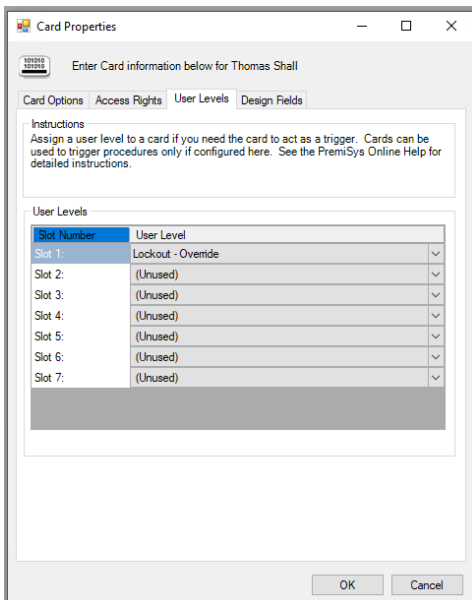 Card Properties
101010
101010
Enter Card information below for Thomas Shall
Card Options Access Rights User Levels Design Fields
Instructions
Assign a user level to a card if you need the card to act as a trigger. Cards can be
used to trigger procedures only if configured here. See the PremiSys Online Help for
detailed instructions.
User Levels
Slot Number User Level
Slot 1: Lockout - Override
Slot 2: (Unused)
Slot 3: (Unused)
Slot 4: (Unused)
Slot 5: (Unused)
Slot 6: (Unused)
Slot 7: (Unused)
OK Cancel